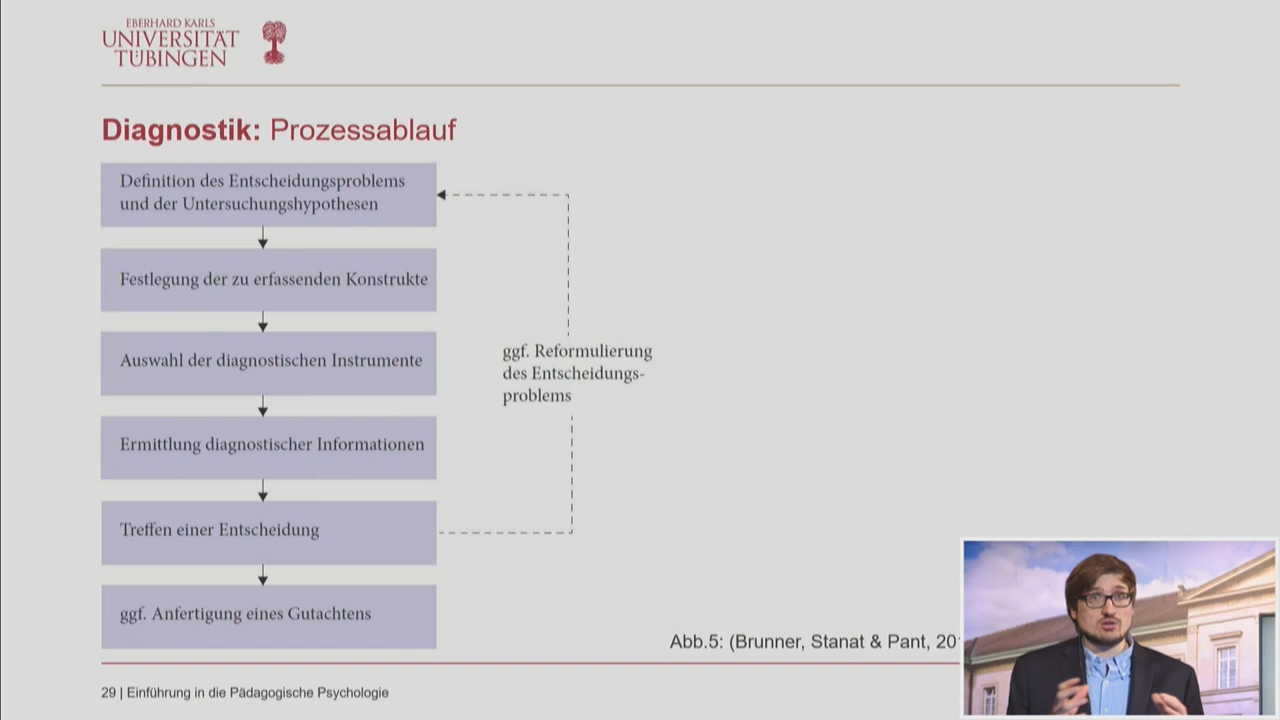 EBERHARD KARLS
UNIVERSITÄT
TÜBINGEN
Diagnostik: Prozessablauf
Definition des Entscheidungsproblems
und der Untersuchungshypothesen
Festlegung der zu erfassenden Konstrukte
Auswahl der diagnostischen Instrumente
Ermittlung diagnostischer Informationen
Treffen einer Entscheidung
ggf. Anfertigung eines Gutachtens
ggf. Reformulierung
des Entscheidungs-
problems
Abb.5: (Brunner, Stanat & Pant,
29 | Einführung in die Pädagogische Psychologie